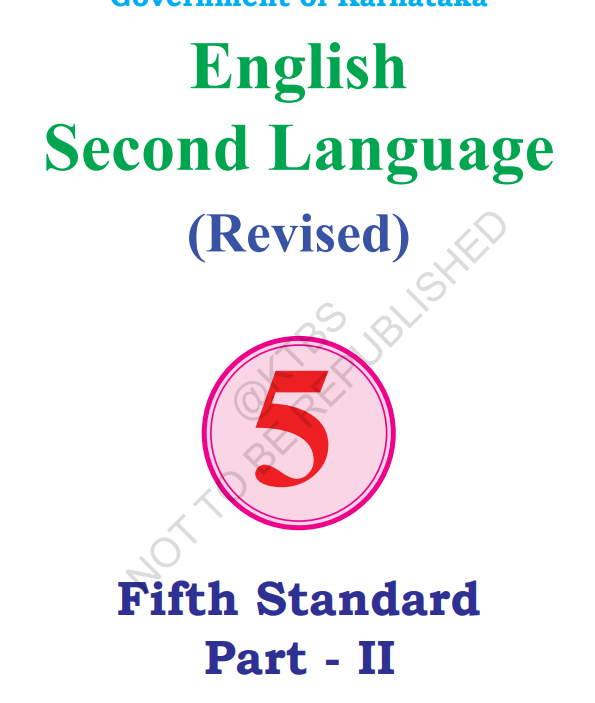 Government of Karnataka
English
Second Language
(Revised)
@KTBS
NOT TO BE REPUBLISHED
5
Fifth Standard
Part - II